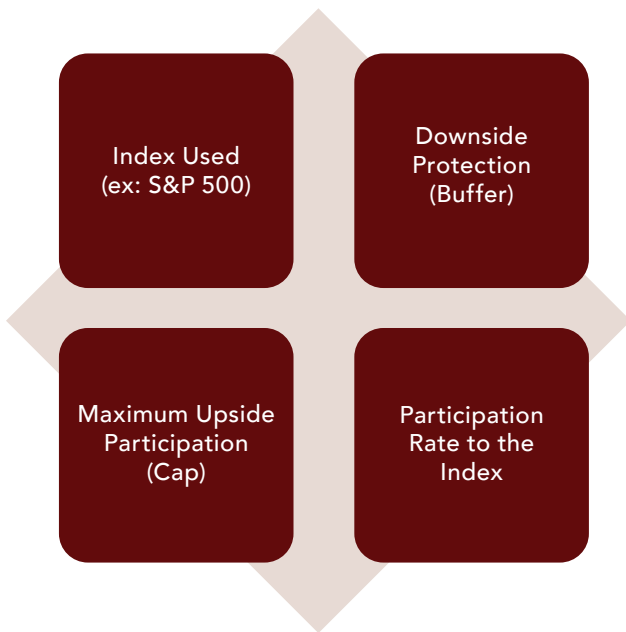 Index Used
(ex: S&P 500)
Downside
Protection
(Buffer)
Maximum Upside
Participation
(Cap)
Participation
Rate to the
Index